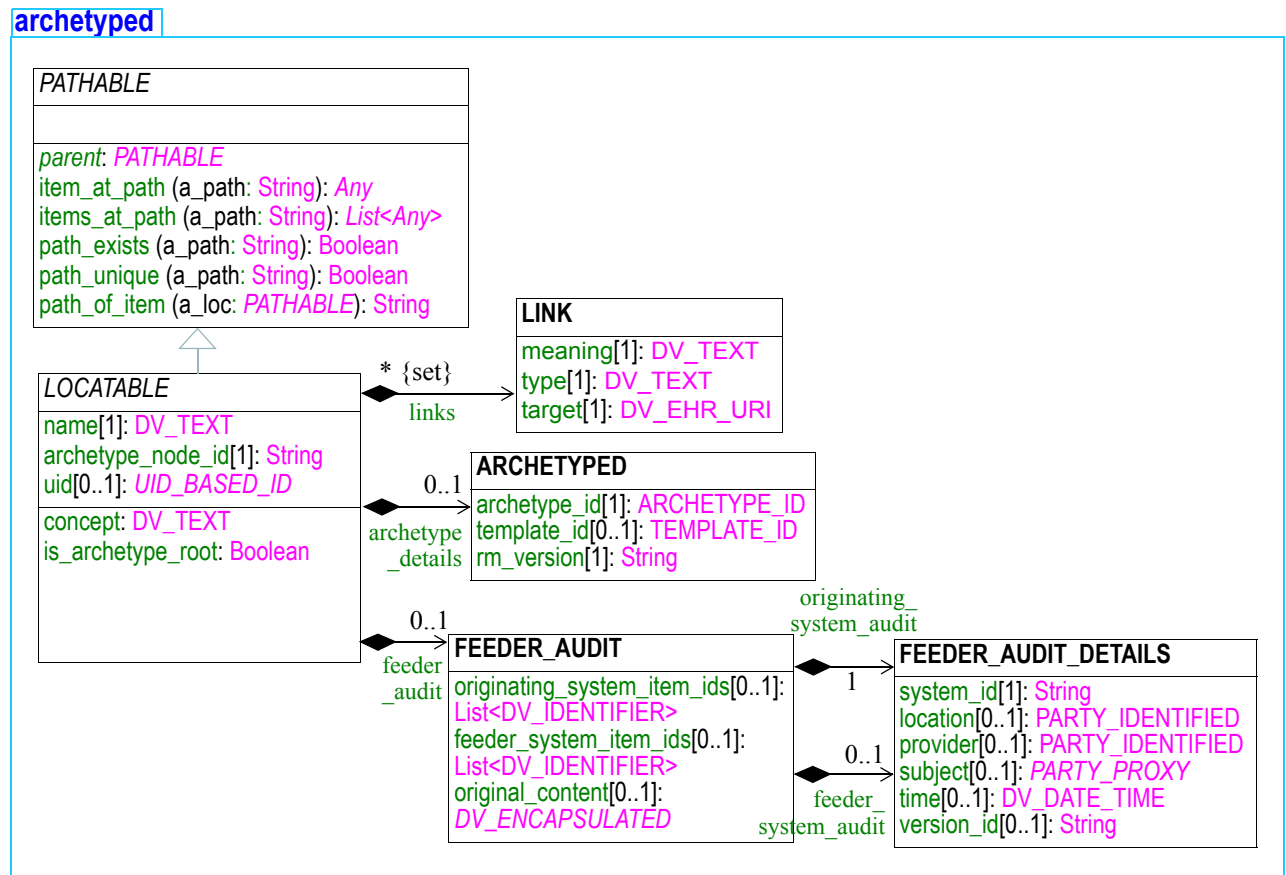 archetyped
PATHABLE
parent: PATHABLE
item_at_path (a_path: String): Any
items_at_path (a_path: String): List<Any>
path_exists (a_path: String): Boolean
path_unique (a_path: String): Boolean
path_of_item (a_loc: PATHABLE): String
LOCATABLE
name[1]: DV_TEXT
archetype_node_id[1]: String
uid[0..1]: UID_BASED_ID
concept: DV_TEXT
is_archetype_root: Boolean
* {set}
links
LINK
meaning[1]: DV_TEXT
type[1]: DV_TEXT
target[1]: DV_EHR_URI
0..1
archetype
_details
ARCHETYPED
archetype_id[1]: ARCHETYPE_ID
template_id[0..1]: TEMPLATE_ID
rm_version[1]: String
0..1
feeder
_audit
FEEDER_AUDIT
originating_system_item_ids[0..1]:
List<DV_IDENTIFIER>
feeder_system_item_ids[0..1]:
List<DV_IDENTIFIER>
original_content[0..1]:
DV_ENCAPSULATED
originating_
system_audit
1
0..1
feeder_
system_audit
FEEDER_AUDIT_DETAILS
system_id[1]: String
location[0..1]: PARTY_IDENTIFIED
provider[0..1]: PARTY_IDENTIFIED
subject[0..1]: PARTY_PROXY
time[0..1]: DV_DATE_TIME
version_id[0..1]: String